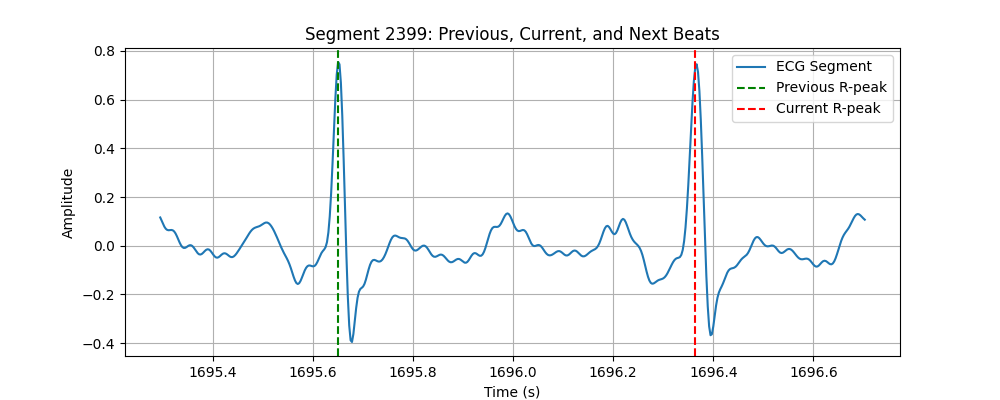 Segment 2399: Previous, Current, and Next Beats
ECG Segment
Previous R-peak
Current R-peak
Amplitude
0.8
0.6
0.4
0.2
0.0
−0.2
−0.4
1695.4 1695.6 1695.8 1696.0 1696.2 1696.4 1696.6
Time (s)